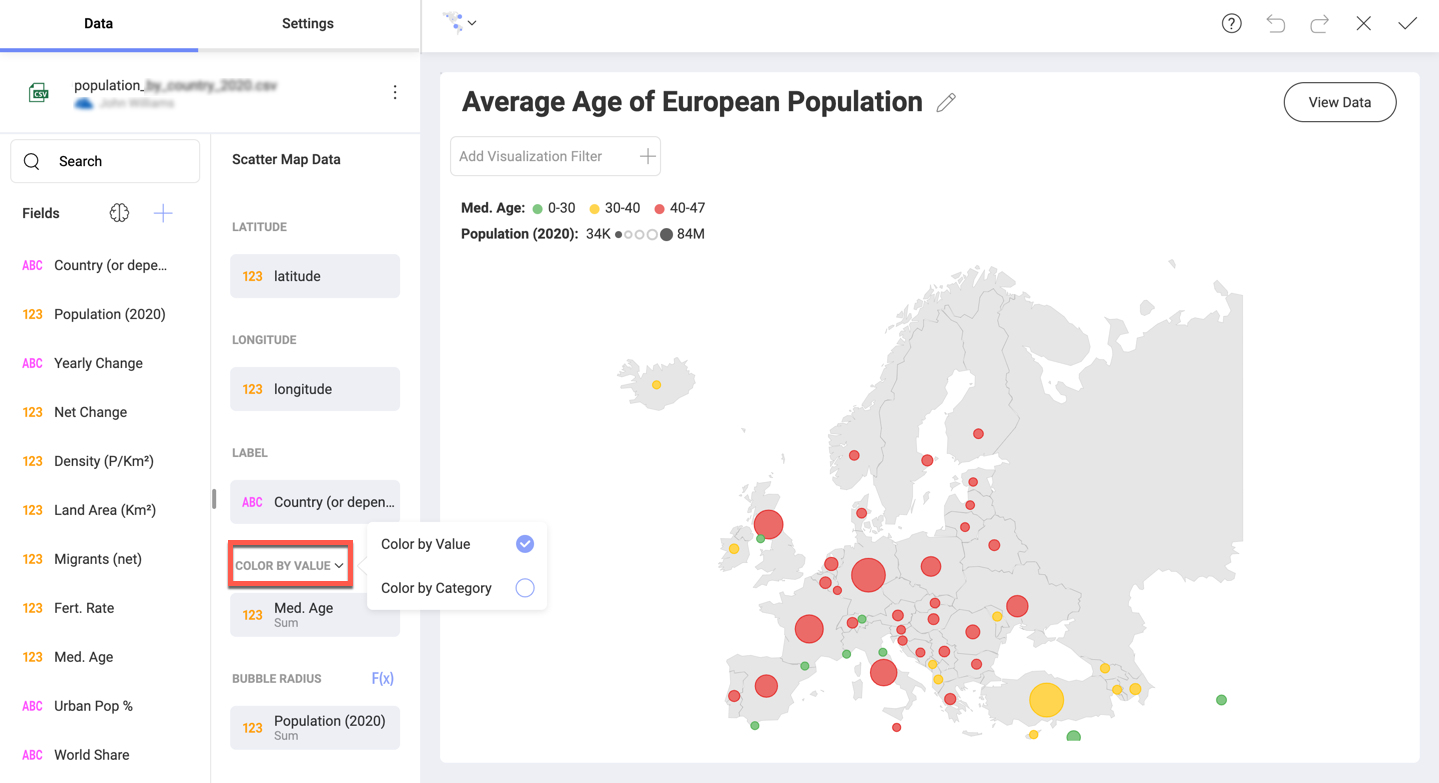 Data
Settings
CSV
population_
Search
Fields
ABC Country (or depe...
123 Population (2020)
ABC Yearly Change
123 Net Change
123 Density (P/Km²)
123 Land Area (Km²)
123 Migrants (net)
123 Fert. Rate
123 Med. Age
ABC Urban Pop %
ABC World Share
Scatter Map Data
LATITUDE
123 latitude
LONGITUDE
123 longitude
LABEL
ABC Country (or depen...
COLOR BY VALUE
123 Med. Age
Sum
BUBBLE RADIUS F(x)
123 Population (2020)
Sum
Color by Value
Color by Category
?
Average Age of European Population
View Data
Add Visualization Filter
Med. Age: 0-30 30-40 40-47
Population (2020): 34K 84M